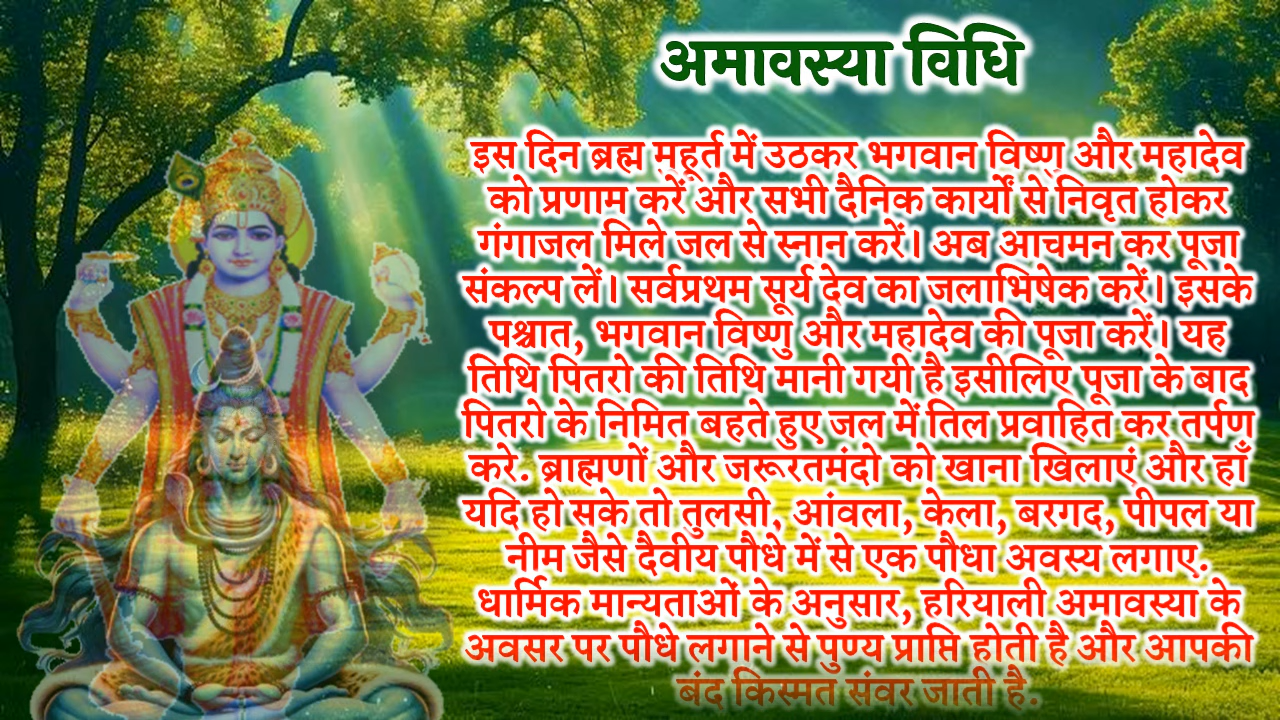 अमावस्या विधि
इस दिन ब्रह्म मुहूर्त में उठकर भगवान विष्णु और महादेव
को प्रणाम करें और सभी दैनिक कार्यों से निवृत होकर
गंगाजल मिले जल से स्नान करें। अब आचमन कर पूजा
संकल्प लें। सर्वप्रथम सूर्य देव का जलाभिषेक करें। इसके
पश्चात, भगवान विष्णु और महादेव की पूजा करें। यह
तिथि पितरो की तिथि मानी गयी है इसीलिए पूजा के बाद
पितरो के निमित बहते हुए जल में तिल प्रवाहित कर तर्पण
करे. ब्राह्मणों और जरूरतमंदो को खाना खिलाएं और हाँ
यदि हो सके तो तुलसी, आंवला, केला, बरगद, पीपल या
नीम जैसे दैवीय पौधे में से एक पौधा अवस्य लगाए.
धार्मिक मान्यताओं के अनुसार, हरियाली अमावस्या के
अवसर पर पौधे लगाने से पुण्य प्राप्ति होती है और आपकी
बंद किस्मत संवर जाती है.